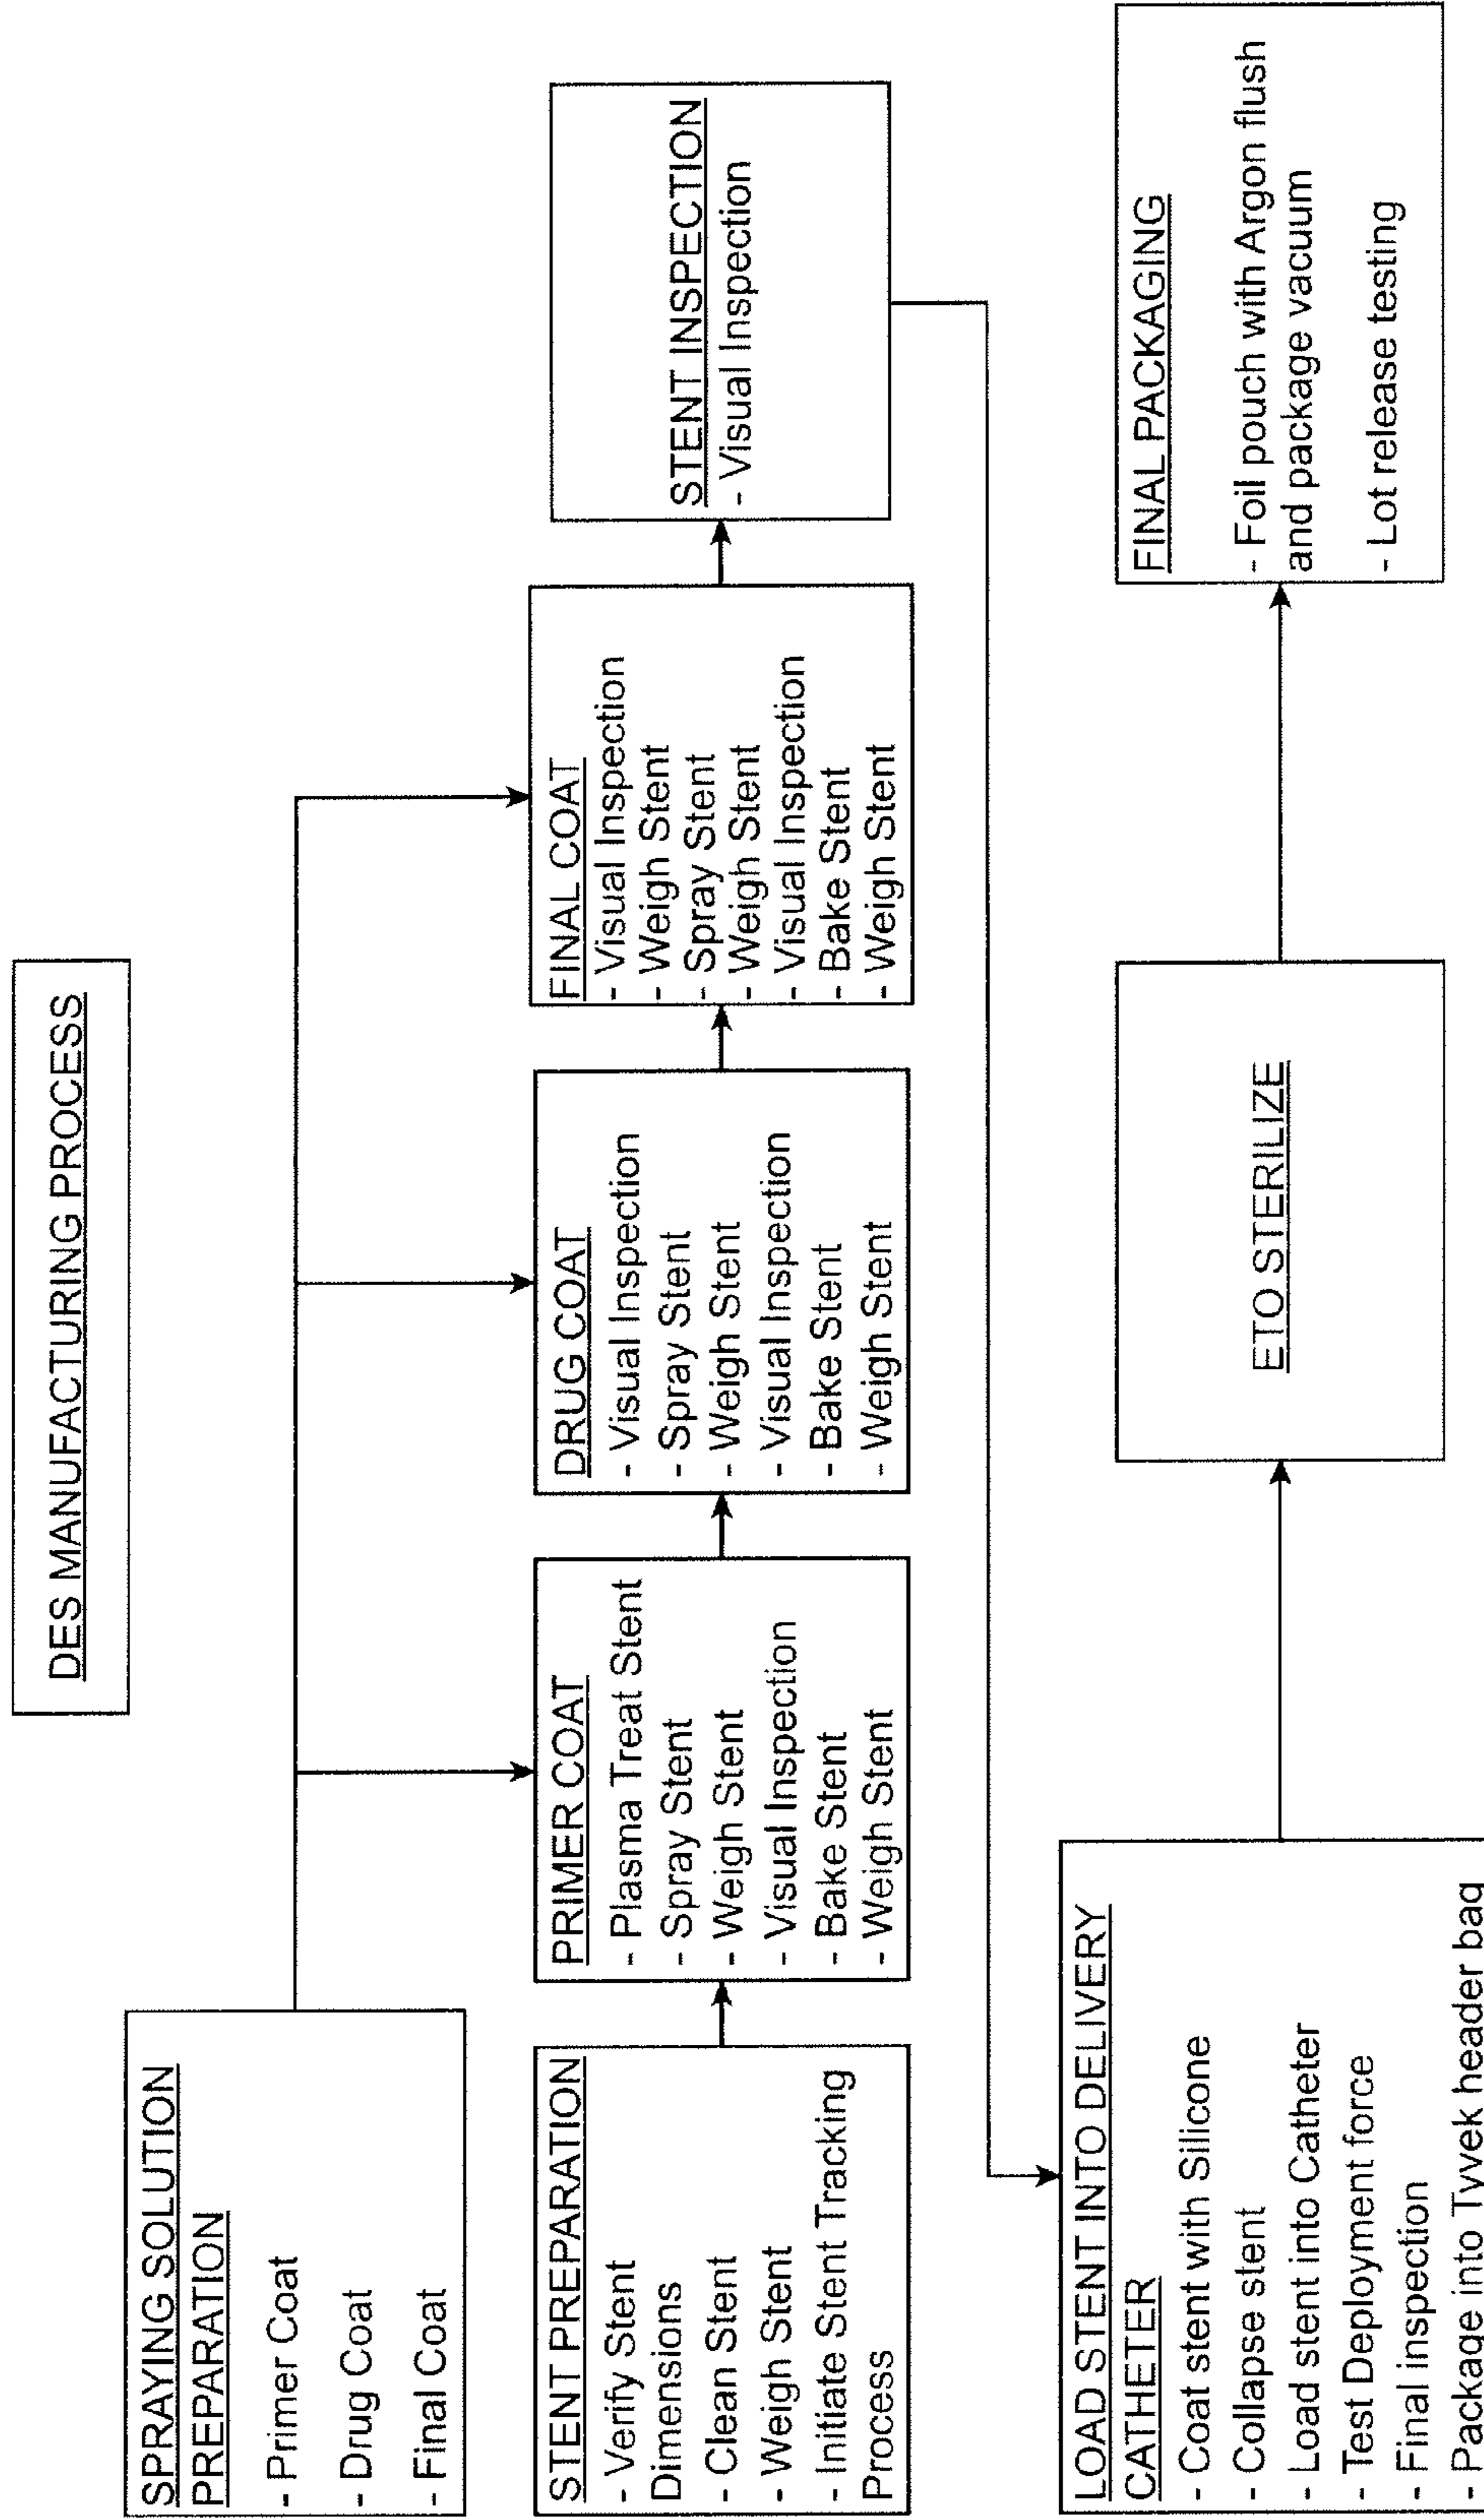 DES MANUFACTURING PROCESS
SPRAYING SOLUTION
PREPARATION
- Primer Coat
- Drug Coat
- Final Coat
STENT PREPARATION
- Verify Stent
Dimensions
- Clean Stent
- Weigh Stent
- Initiate Stent Tracking
Process
PRIMER COAT
- Plasma Treat Stent
- Spray Stent
- Weigh Stent
- Visual Inspection
- Bake Stent
- Weigh Stent
DRUG COAT
- Visual Inspection
- Spray Stent
- Weigh Stent
- Visual Inspection
- Bake Stent
- Weigh Stent
FINAL COAT
- Visual Inspection
- Weigh Stent
- Spray Stent
- Weigh Stent
- Visual Inspection
- Bake Stent
- Weigh Stent
STENT INSPECTION
- Visual Inspection
LOAD STENT INTO DELIVERY
CATHETER
- Coat stent with Silicone
- Collapse stent
- Load stent into Catheter
- Test Deployment force
- Final inspection
- Package into Tyvek header bag
ETO STERILIZE
FINAL PACKAGING
- Foil pouch with Argon flush
and package vacuum
- Lot release testing